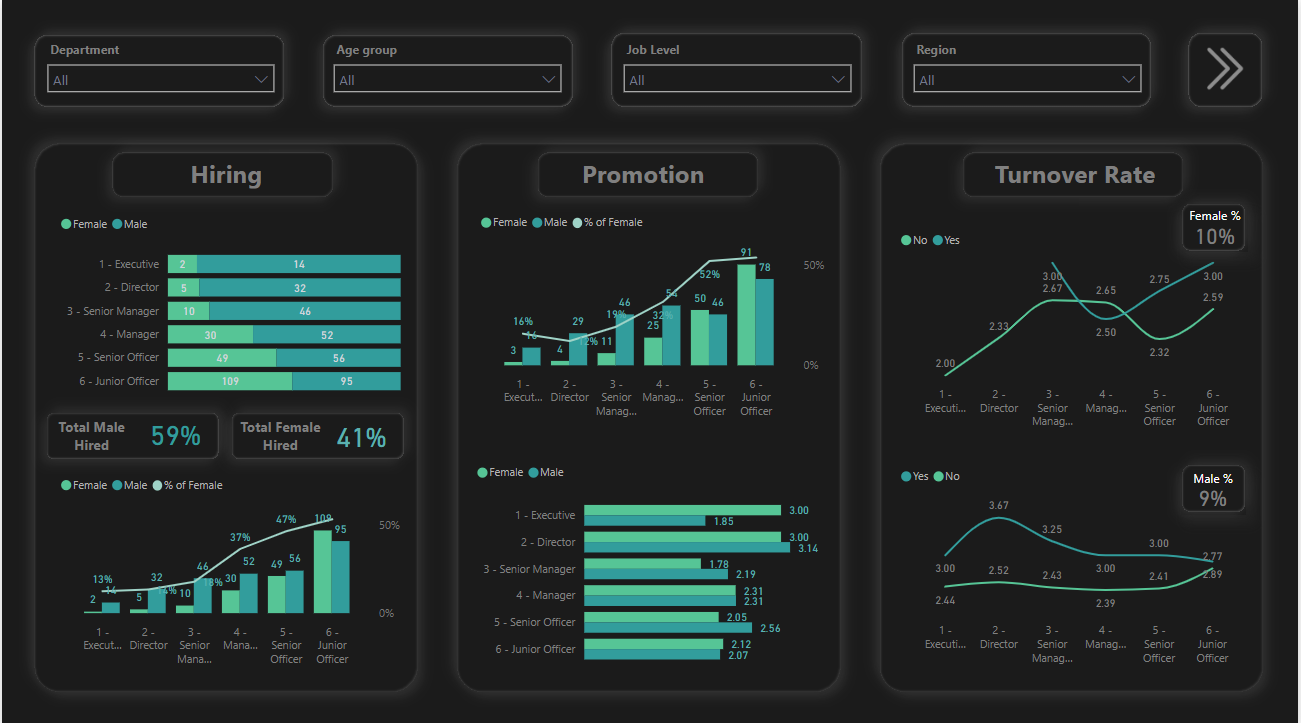 Department
All
Age group
All
Job Level
All
Region
All
Hiring
Female Male
1 - Executive 2 14
2 - Director 5 32
3 - Senior Manager 10 46
4 - Manager 30 52
5 - Senior Officer 49 56
6 - Junior Officer 109 95
Total Male
Hired
59%
Total Female
Hired
41%
Female Male % of Female
50%
0%
13% 14% 18% 37% 47%
2 14
5 32
10 46
30 52
49 56
109 95
1 -
Execut...
2 -
Director
3 -
Senior
Mana...
4 -
Mana...
5 -
Senior
Officer
6 -
Junior
Officer
Promotion
Female Male % of Female
50%
0%
16% 12% 19% 32% 52%
3 16
4 29
11 46
25 54
50 46
91 78
1 -
Execut...
2 -
Director
3 -
Senior
Manag...
4 -
Manag...
5 -
Senior
Officer
6 -
Junior
Officer
Female Male
1 - Executive 3.00 1.85
2 - Director 3.00 3.14
3 - Senior Manager 1.78 2.19
4 - Manager 2.31 2.31
5 - Senior Officer 2.05 2.56
6 - Junior Officer 2.12 2.07
Turnover Rate
Female %
10%
No Yes
3.00 2.50 2.75 3.00
2.00 2.33 2.67 2.65 2.32 2.59
1 -
Executi...
2 -
Director
3 -
Senior
Manag...
4 -
Manag...
5 -
Senior
Officer
6 -
Junior
Officer
Male %
9%
Yes No
3.00 3.67 3.25 3.00 3.00 2.77
2.44 2.52 2.43 2.39 2.41 2.89
1 -
Executi...
2 -
Director
3 -
Senior
Manag...
4 -
Manag...
5 -
Senior
Officer
6 -
Junior
Officer